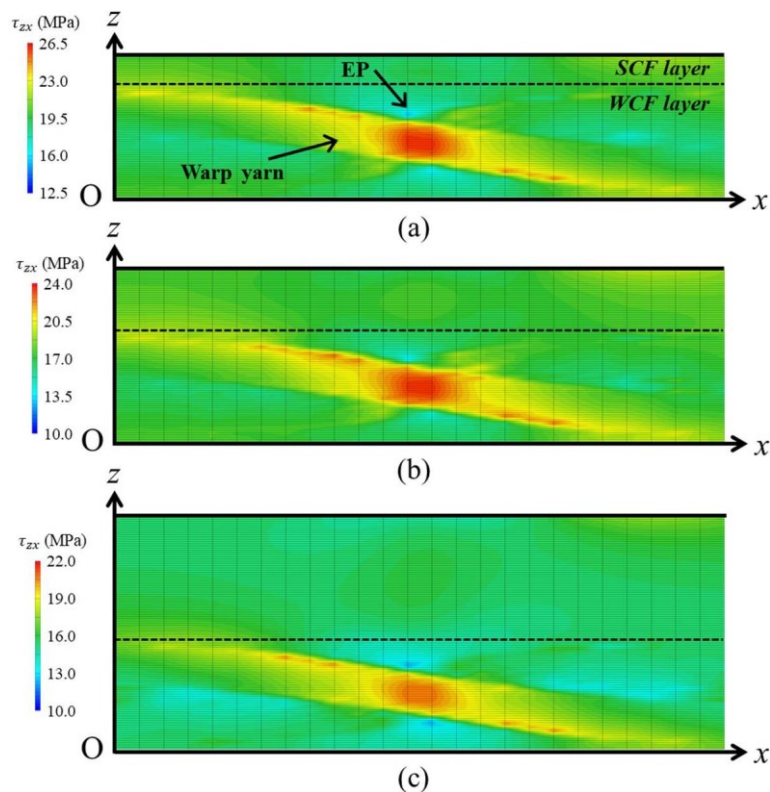 τzx (MPa)
26.5
23.0
19.5
16.0
12.5
z
EP
SCF layer
WCF layer
Warp yarn
O
x
(a)
τzx (MPa)
24.0
20.5
17.0
13.5
10.0
z
O
x
(b)
τzx (MPa)
22.0
19.0
16.0
13.0
10.0
z
O
x
(c)